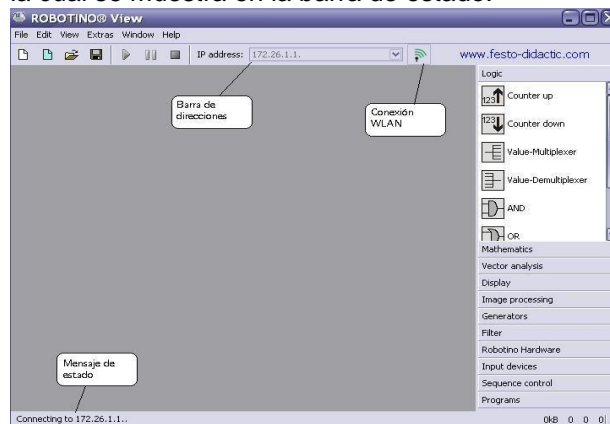 la cual se muestra en la barra de estado.
ROBOTINO® View
File Edit View Extras Window Help
IP address: 172.26.1.1.
www.festo-didactic.com
Logic
Barra de
direcciones
Conexión
WLAN
123 Counter up
123 Counter down
Value-Multiplexer
Value-Demultiplexer
AND
OR
Mathematics
Vector analysis
Display
Image processing
Generators
Filter
Robotino Hardware
Input devices
Sequence control
Programs
Mensaje de
estado
Connecting to 172.26.1.1..
0kB 0 0 0